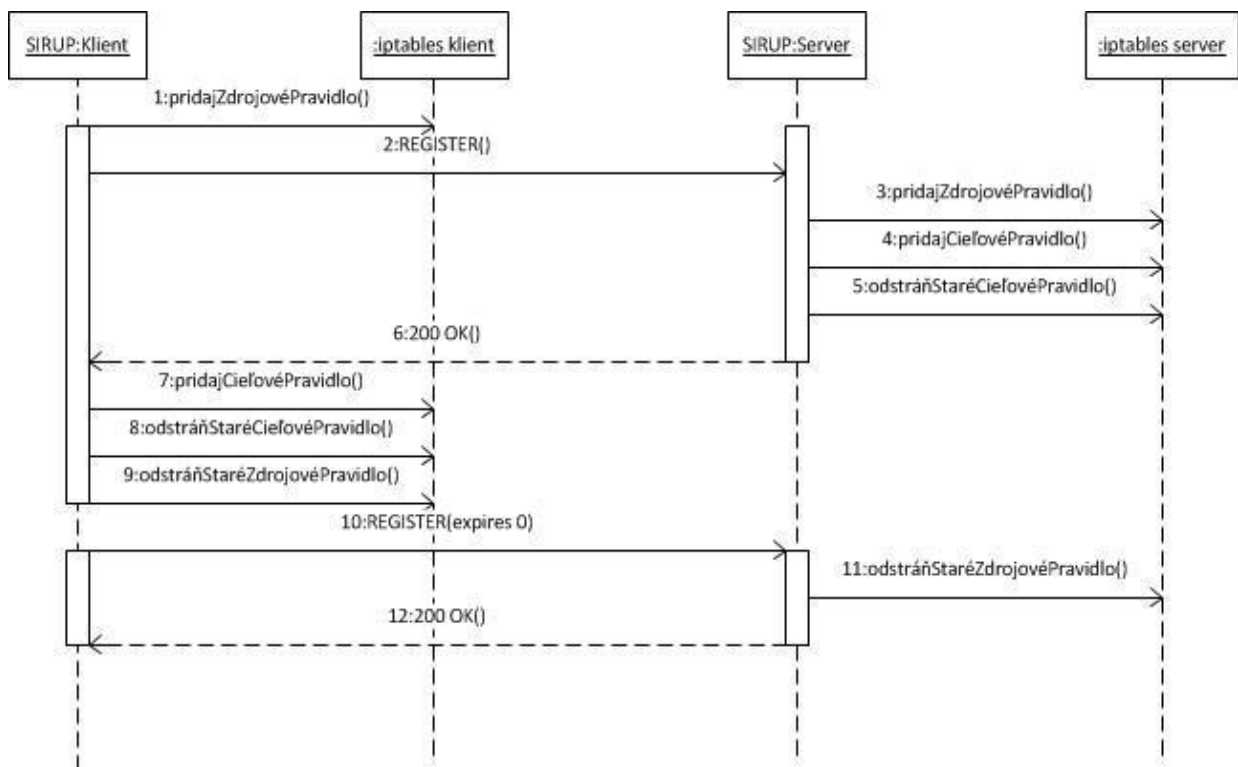 SIRUP:Klient
:iptables klient
SIRUP:Server
:iptables server
1:pridajZdrojovéPravidlo()
2:REGISTER()
3:pridajZdrojovéPravidlo()
4:pridajCieľovéPravidlo()
5:odstráňStaréCieľovéPravidlo()
6:200 OK()
7:pridajCieľovéPravidlo()
8:odstráňStaréCieľovéPravidlo()
9:odstráňStaréZdrojovéPravidlo()
10:REGISTER(expires 0)
11:odstráňStaréZdrojovéPravidlo()
12:200 OK()